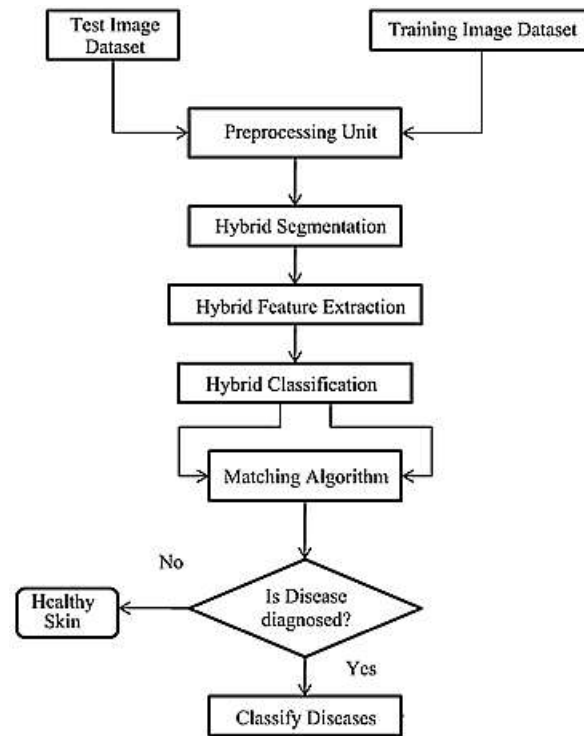 Test Image
Dataset
Training Image Dataset
Preprocessing Unit
Hybrid Segmentation
Hybrid Feature Extraction
Hybrid Classification
Matching Algorithm
No
Is Disease
diagnosed?
Healthy
Skin
Yes
Classify Diseases